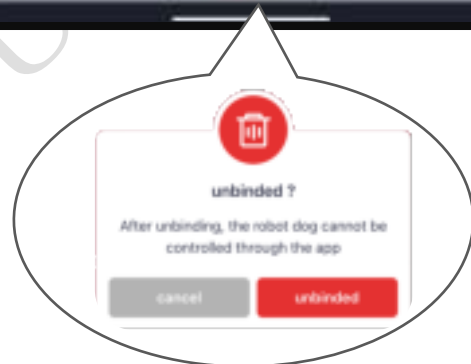 unbinded ?
After unbinding, the robot dog cannot be
controlled through the app
cancel
unbinded